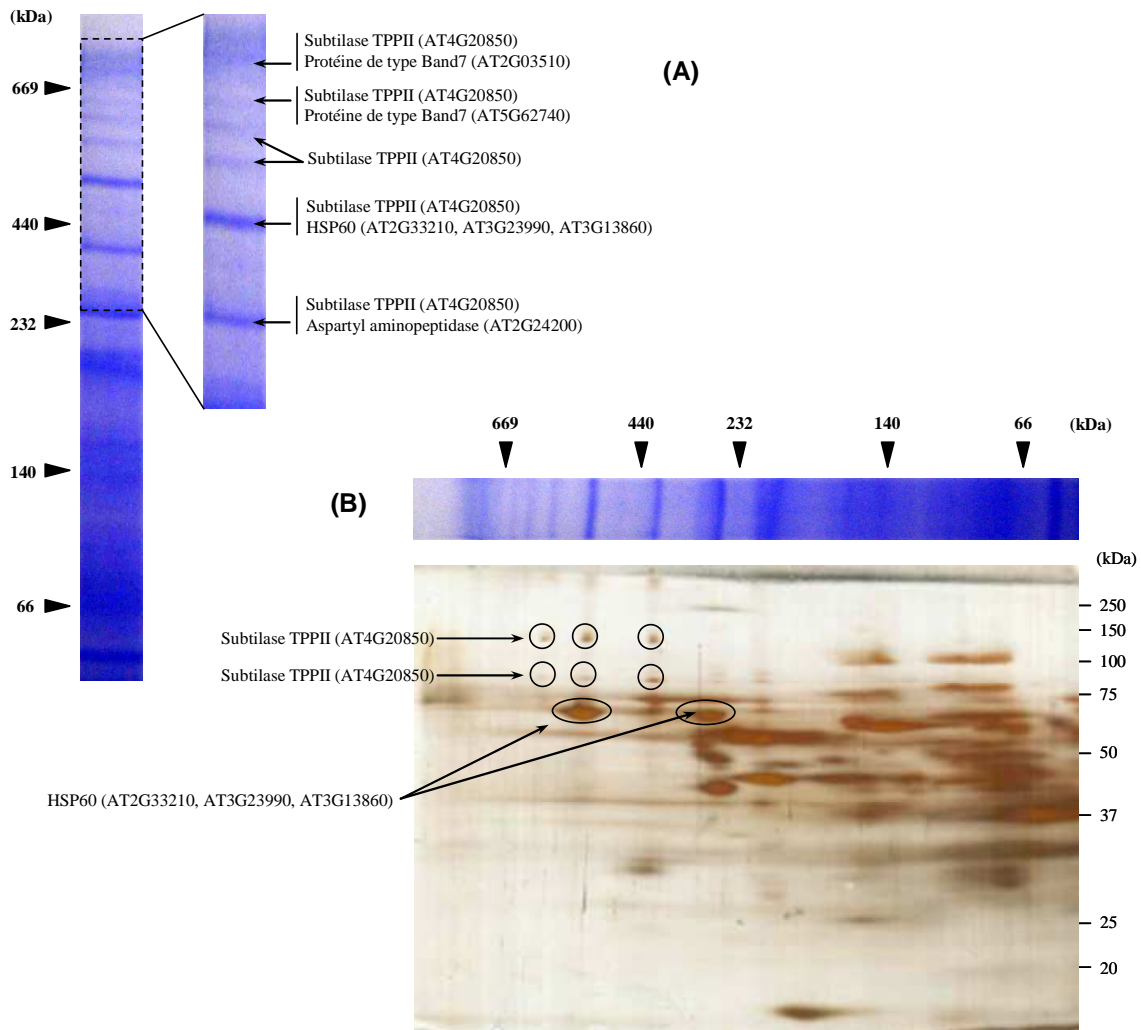 (kDa)
669
440
232
140
66
Subtilase TPPII (AT4G20850)
Protéine de type Band7 (AT2G03510)
Subtilase TPPII (AT4G20850)
Protéine de type Band7 (AT5G62740)
Subtilase TPPII (AT4G20850)
Subtilase TPPII (AT4G20850)
HSP60 (AT2G33210, AT3G23990, AT3G13860)
Subtilase TPPII (AT4G20850)
Aspartyl aminopeptidase (AT2G24200)
(A)
669 440 232 140 66 (kDa)
(B)
(kDa)
250
150
100
75
50
37
25
20
Subtilase TPPII (AT4G20850)
Subtilase TPPII (AT4G20850)
HSP60 (AT2G33210, AT3G23990, AT3G13860)